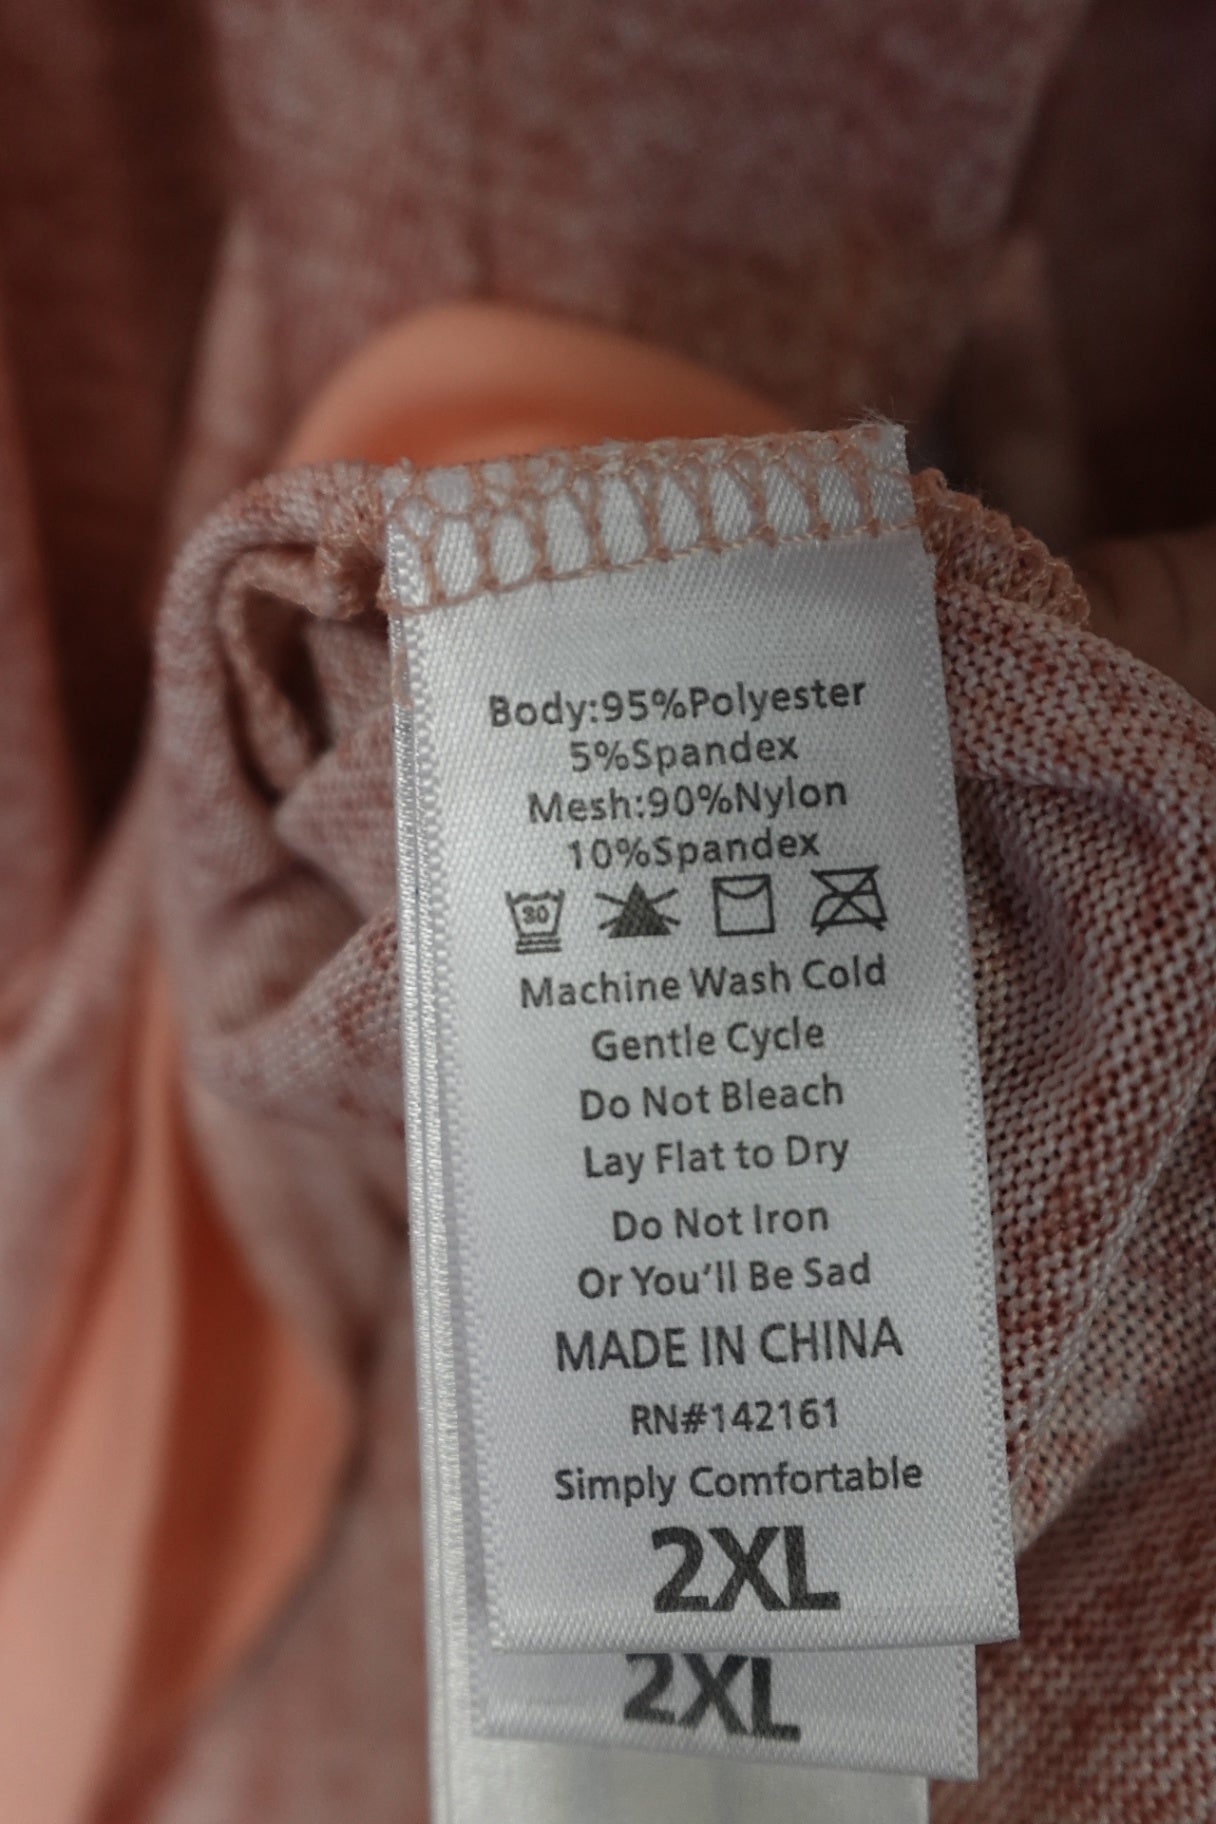 Body:95%Polyester
5%Spandex
Mesh:90%Nylon
10%Spandex
30
Machine Wash Cold
Gentle Cycle
Do Not Bleach
Lay Flat to Dry
Do Not Iron
Or You'll Be Sad
MADE IN CHINA
RN#142161
Simply Comfortable
2XL
2XL